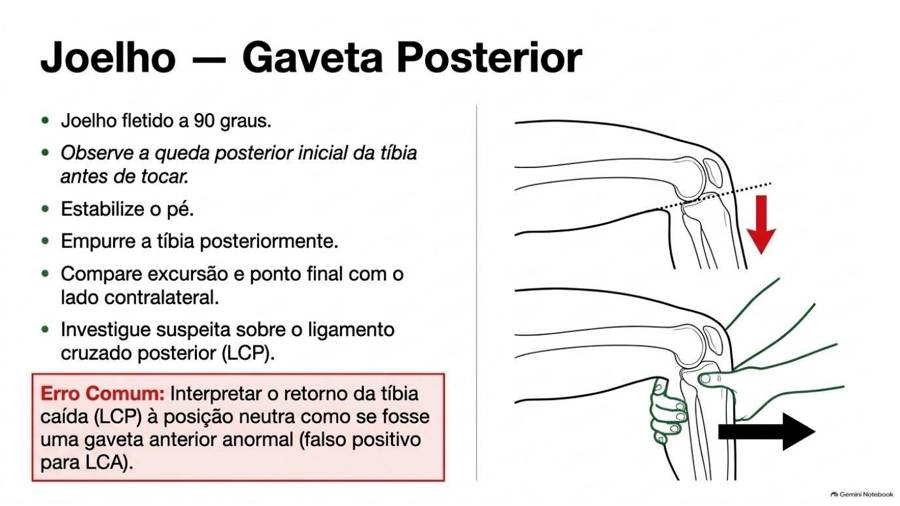 Joelho — Gaveta Posterior
• Joelho fletido a 90 graus.
• Observe a queda posterior inicial da tíbia
antes de tocar.
• Estabilize o pé.
• Empurre a tíbia posteriormente.
• Compare excursão e ponto final com o
lado contralateral.
• Investigue suspeita sobre o ligamento
cruzado posterior (LCP).
Erro Comum: Interpretar o retorno da tíbia
caída (LCP) à posição neutra como se fosse
uma gaveta anterior anormal (falso positivo
para LCA).
Gemini Notebook